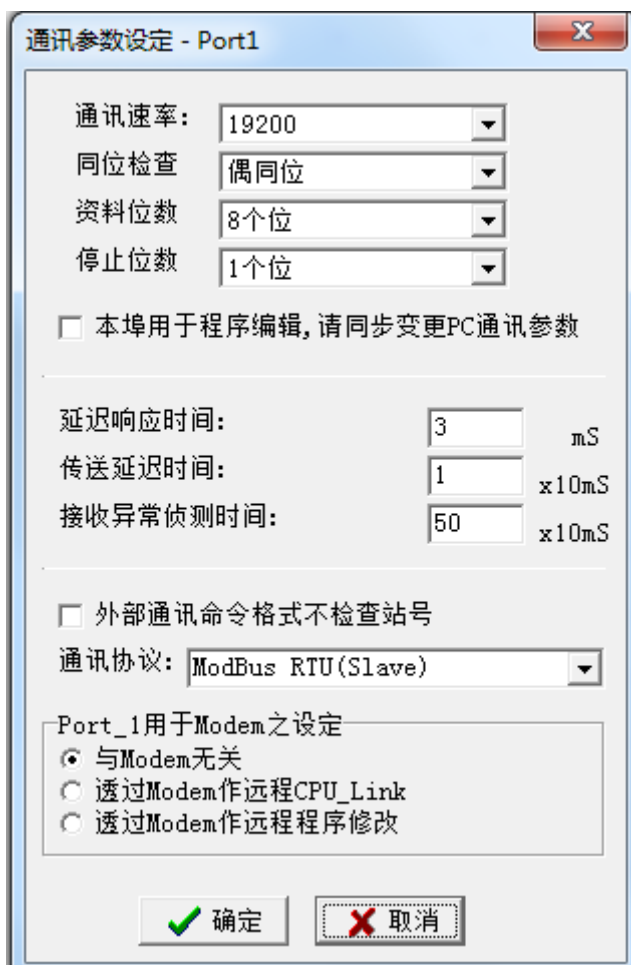 通讯参数设定 - Port1
通讯速率: 19200
同位检查 偶同位
资料位数 8个位
停止位数 1个位
本埠用于程序编辑,请同步变更PC通讯参数
延迟响应时间: 3 mS
传送延迟时间: 1 x10mS
接收异常侦测时间: 50 x10mS
外部通讯命令格式不检查站号
通讯协议: ModBus RTU(Slave)
Port_1用于Modem之设定
与Modem无关
透过Modem作远程CPU_Link
透过Modem作远程程序修改
确定 取消